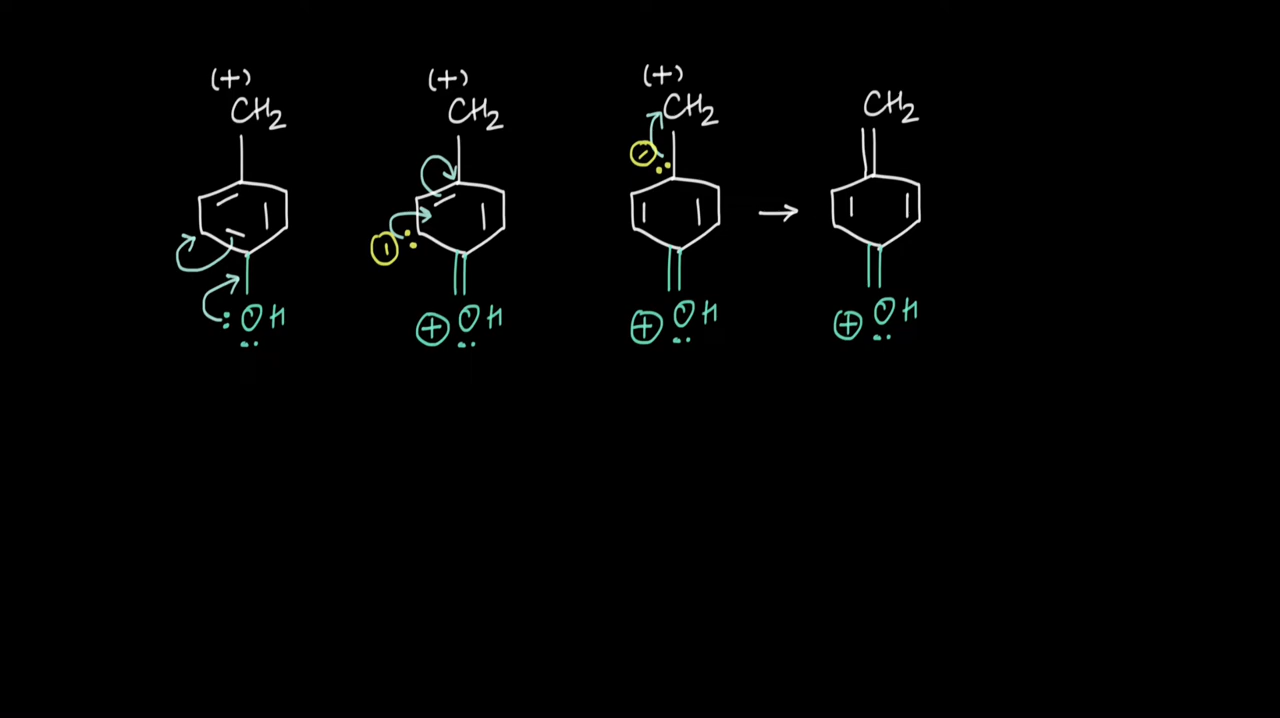 (+) (+) (+)
CH2 CH2 CH2 → CH2
⊖ ⊖
:OH ⊕ OH ⊕ OH ⊕ OH